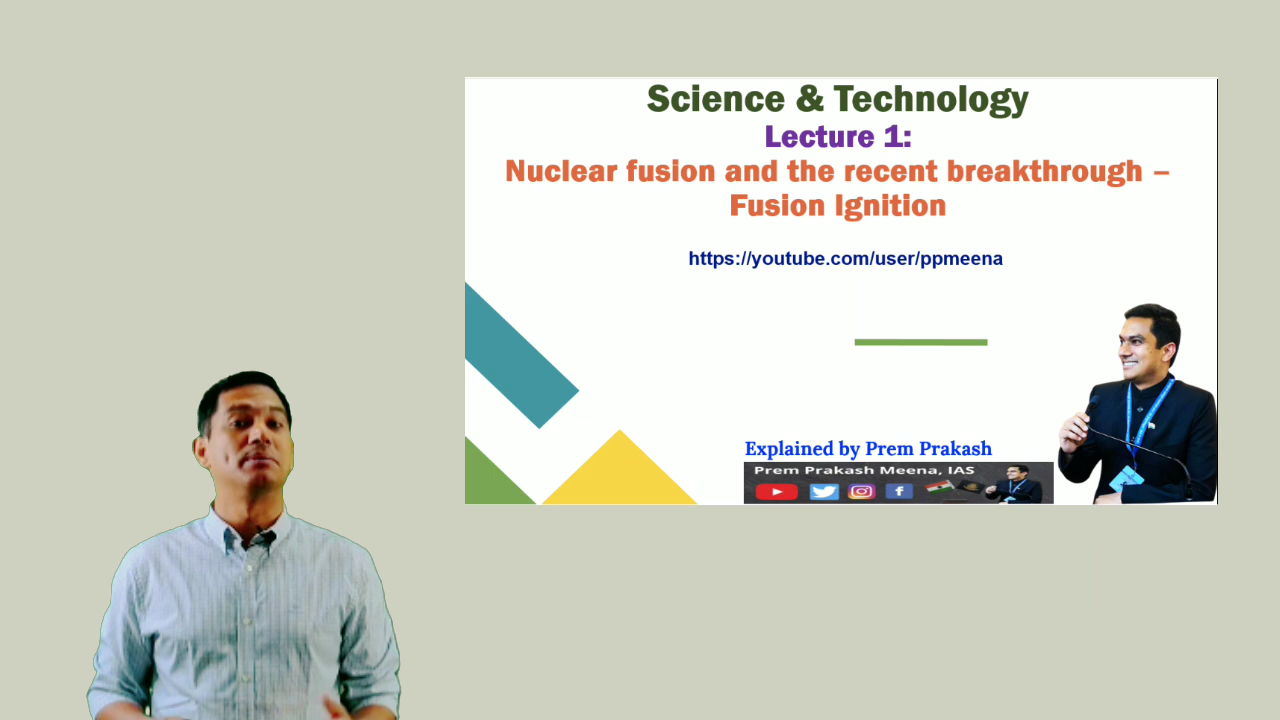 Science & Technology
Lecture 1:
Nuclear fusion and the recent breakthrough –
Fusion Ignition
https://youtube.com/user/ppmeena
Explained by Prem Prakash
Prem Prakash Meena, IAS